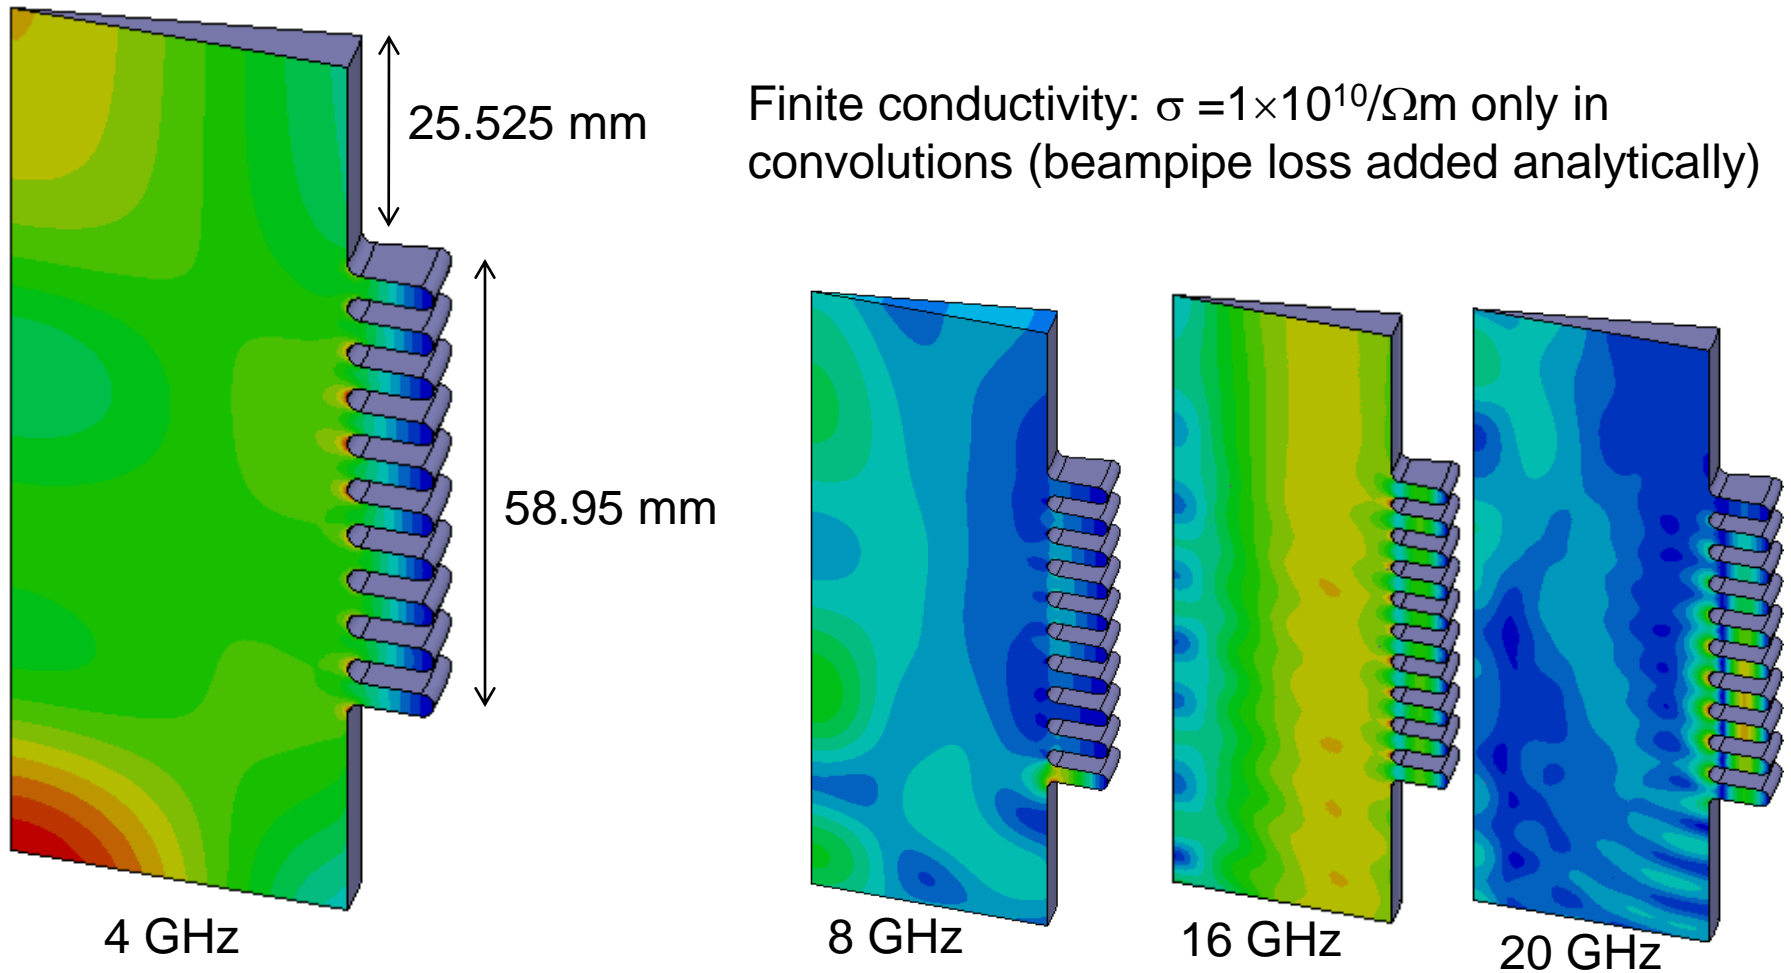 25.525 mm
Finite conductivity: σ =1×10¹⁰/Ωm only in
convolutions (beampipe loss added analytically)
58.95 mm
4 GHz
8 GHz
16 GHz
20 GHz